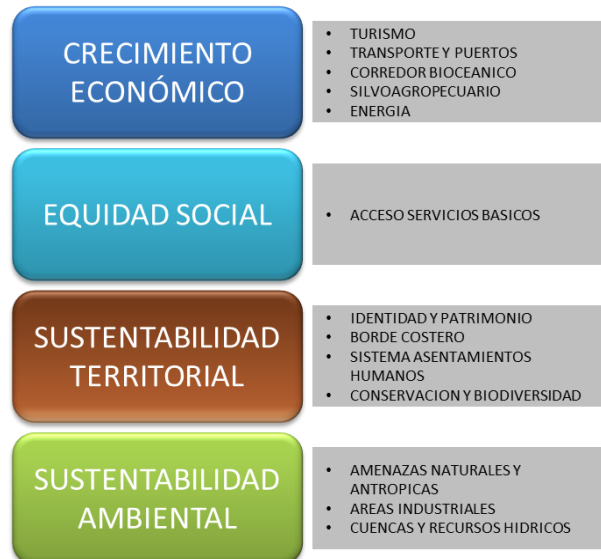 CRECIMIENTO
ECONÓMICO
• TURISMO
• TRANSPORTE Y PUERTOS
• CORREDOR BIOCEANICO
• SILVOAGROPECUARIO
• ENERGIA
EQUIDAD SOCIAL
• ACCESO SERVICIOS BASICOS
SUSTENTABILIDAD
TERRITORIAL
• IDENTIDAD Y PATRIMONIO
• BORDE COSTERO
• SISTEMA ASENTAMIENTOS
HUMANOS
• CONSERVACION Y BIODIVERSIDAD
SUSTENTABILIDAD
AMBIENTAL
• AMENAZAS NATURALES Y
ANTROPICAS
• AREAS INDUSTRIALES
• CUENCAS Y RECURSOS HIDRICOS